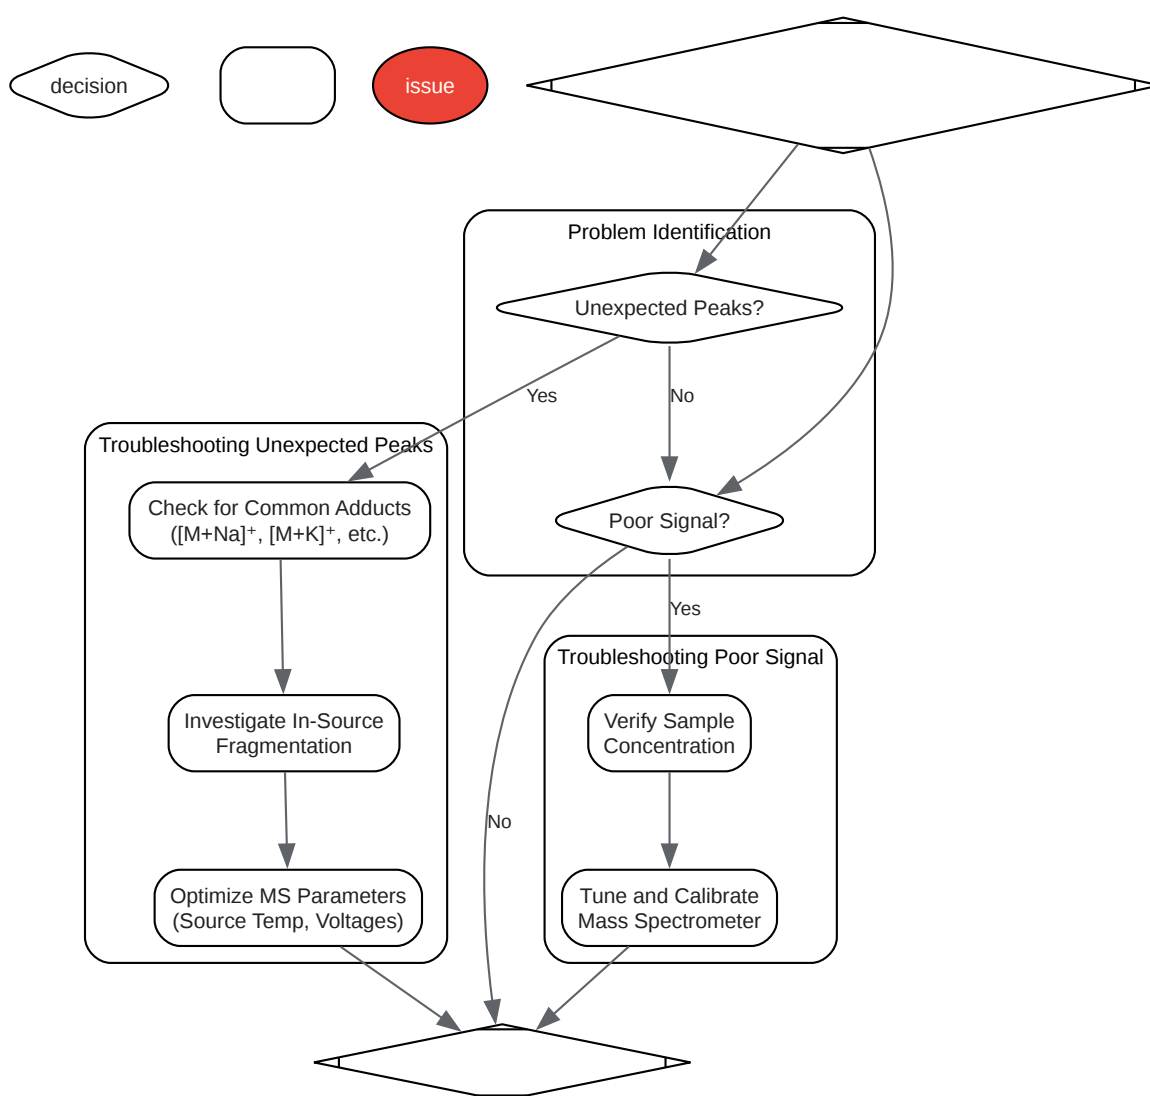 decision
issue
Problem Identification
Unexpected Peaks?
Yes
No
Troubleshooting Unexpected Peaks
Check for Common Adducts
([M+Na]⁺, [M+K]⁺, etc.)
Poor Signal?
Yes
Troubleshooting Poor Signal
Investigate In-Source
Fragmentation
Verify Sample
Concentration
No
Optimize MS Parameters
(Source Temp, Voltages)
Tune and Calibrate
Mass Spectrometer